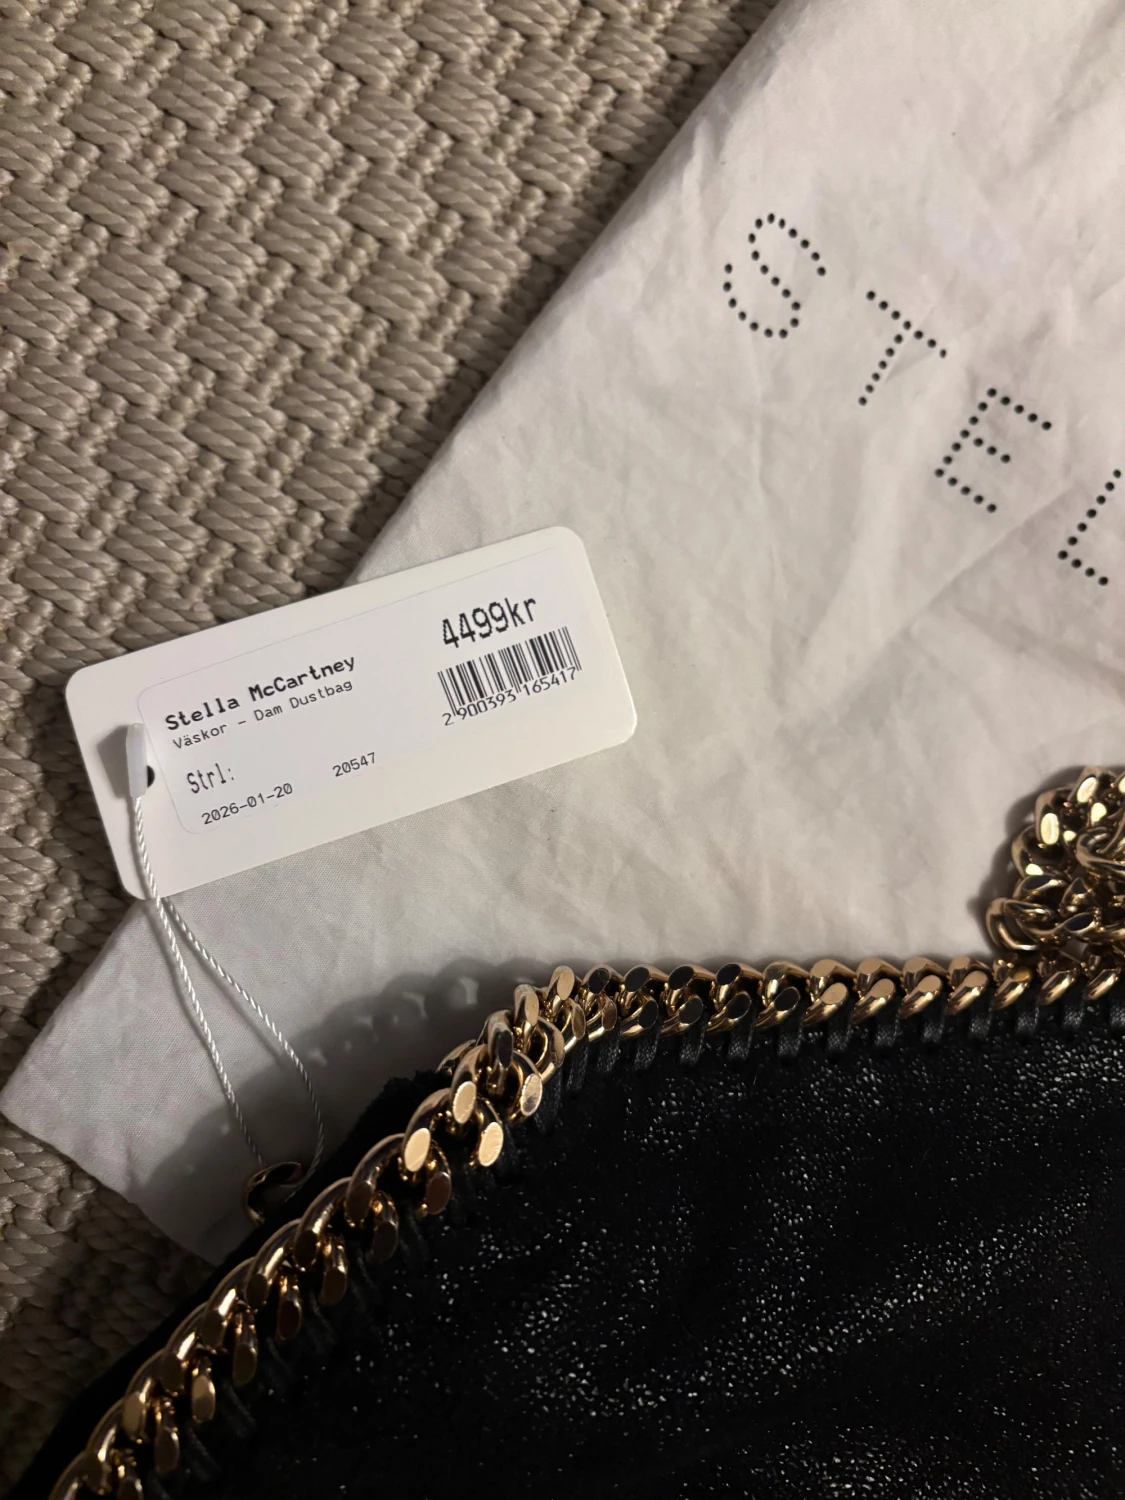 STEL
4499kr
Stella McCartney
Väskor - Dam Dustbag
2 900393 165417
Strl:
2026-01-20 20547